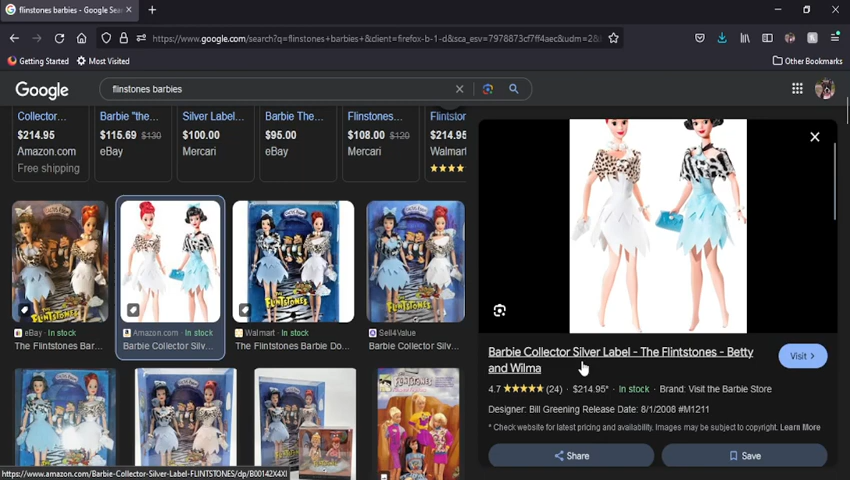 flinstones barbies - Google Sear
https://www.google.com/search?q=flinstones+barbies+&client=firefox-b-1-d&sca_esv=7978873cf7ff4aec&udm=2&
Getting Started
Most Visited
Other Bookmarks
Google
flinstones barbies
Collector... Barbie "the... Silver Label... Barbie The... Flintstones... Flintstor
$214.95 $115.69 $130 $100.00 $95.00 $108.00 $120 $214.95
Amazon.com eBay Mercari eBay Mercari Walmart
Free shipping
THE FLINTSTONES
eBay · In stock
The Flintstones Bar...
Amazon.com · In stock
Barbie Collector Silv...
Walmart · In stock
The Flintstones Barbie Do...
Sell4Value
Barbie Collector Silv...
Barbie Collector Silver Label - The Flintstones - Betty
and Wilma
Visit
4.7 (24) · $214.95* · In stock · Brand: Visit the Barbie Store
Designer: Bill Greening Release Date: 8/1/2008 #M1211
* Check website for latest pricing and availability. Images may be subject to copyright. Learn More
Share
Save
https://www.amazon.com/Barbie-Collector-Silver-Label-FLINTSTONES/dp/B00142X4XI